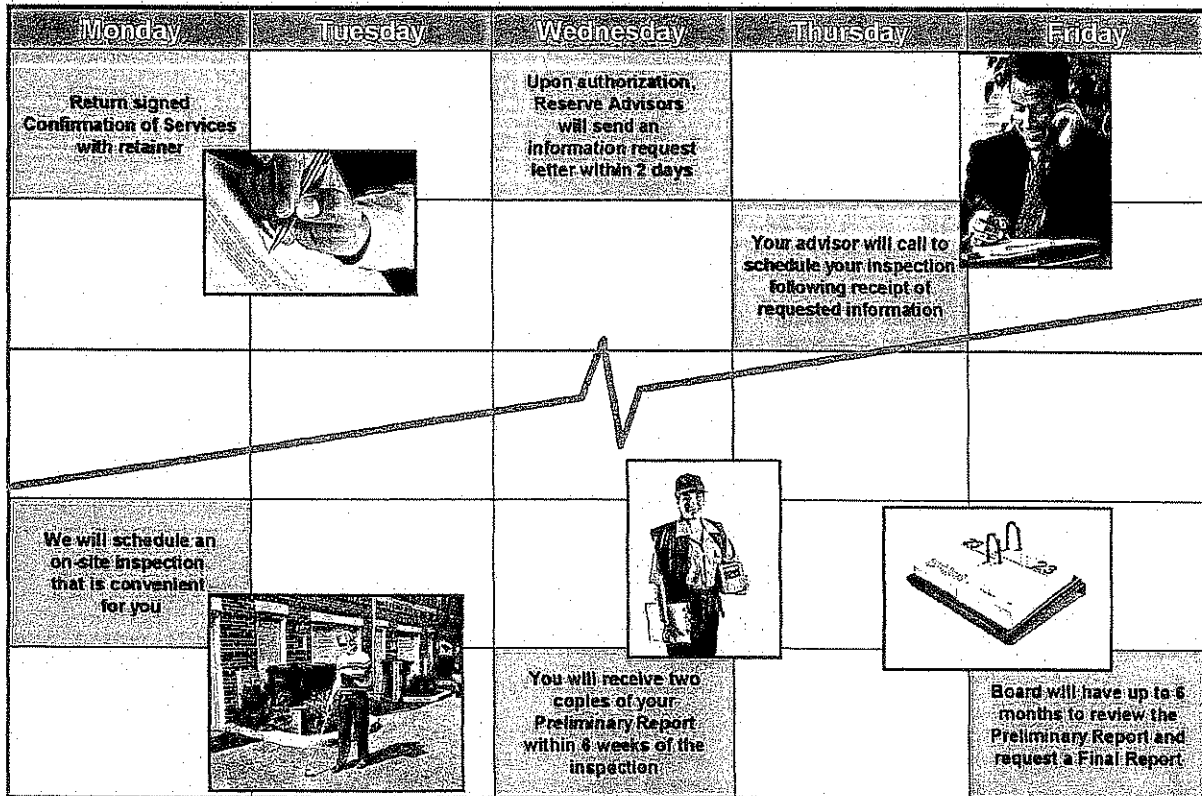 Monday Tuesday Wednesday Thursday Friday
Return signed
Confirmation of Services
with retainer
Upon authorization,
Reserve Advisors
will send an
information request
letter within 2 days
Your advisor will call to
schedule your inspection
following receipt of
requested information
We will schedule an
on-site inspection
that is convenient
for you
You will receive two
copies of your
Preliminary Report
within 6 weeks of the
inspection
23
Board will have up to 6
months to review the
Preliminary Report and
request a Final Report